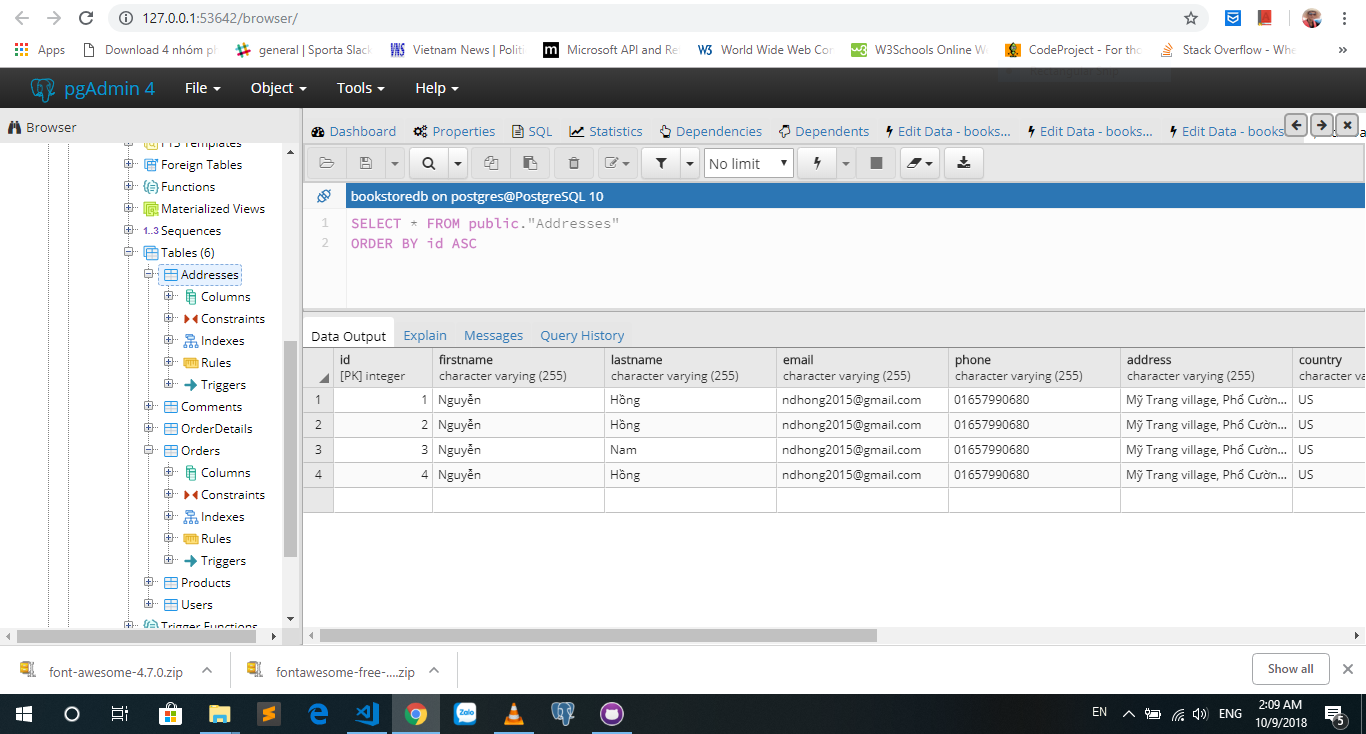 127.0.0.1:53642/browser/
Apps Download 4 nhóm general | Sporta Slack Vietnam News | Politi Microsoft API and Re World Wide Web Con W3Schools Online W CodeProject - For tho Stack Overflow - Whe »
pgAdmin 4 File Object Tools Help
Browser
Dashboard Properties SQL Statistics Dependencies Dependents Edit Data - books... Edit Data - books... Edit Data - books
No limit
bookstoredb on postgres@PostgreSQL 10
1 SELECT * FROM public."Addresses"
2 ORDER BY id ASC
FTS Templates
Foreign Tables
Functions
Materialized Views
1..3 Sequences
Tables (6)
Addresses
Columns
Constraints
Indexes
Rules
Triggers
Comments
OrderDetails
Orders
Columns
Constraints
Indexes
Rules
Triggers
Products
Users
Trigger Functions
Data Output Explain Messages Query History
id firstname lastname email phone address country
[PK] integer character varying (255) character varying (255) character varying (255) character varying (255) character varying (255) character va
1 1 Nguyễn Hồng ndhong2015@gmail.com 01657990680 Mỹ Trang village, Phổ Cườn... US
2 2 Nguyễn Hồng ndhong2015@gmail.com 01657990680 Mỹ Trang village, Phổ Cườn... US
3 3 Nguyễn Nam ndhong2015@gmail.com 01657990680 Mỹ Trang village, Phổ Cườn... US
4 4 Nguyễn Hồng ndhong2015@gmail.com 01657990680 Mỹ Trang village, Phổ Cườn... US
font-awesome-4.7.0.zip fontawesome-free-....zip Show all
Zalo EN ENG 2:09 AM
10/9/2018 5